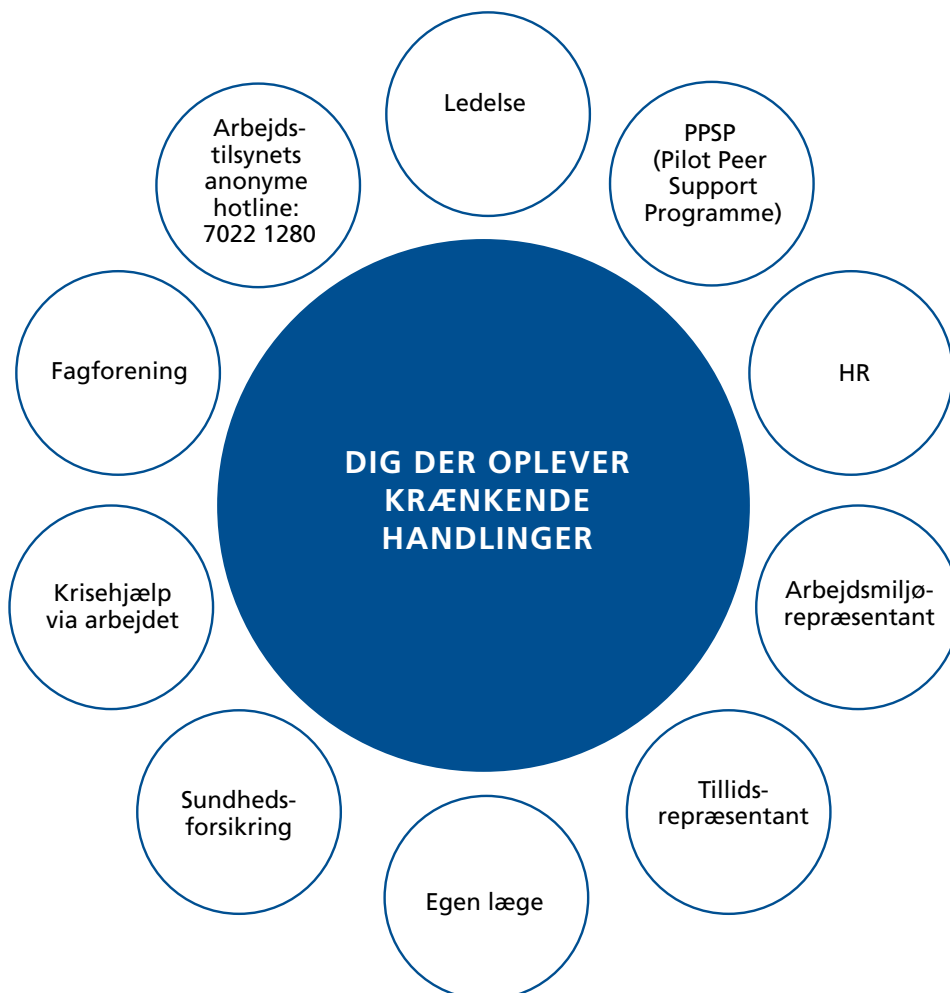 Ledelse
PPSP
(Pilot Peer
Support
Programme)
HR
Arbejdsmiljø-
repræsentant
Tillids-
repræsentant
Egen læge
Sundheds-
forsikring
Krisehjælp
via arbejdet
Fagforening
Arbejds-
tilsynets
anonyme
hotline:
7022 1280
DIG DER OPLEVER
KRÆNKENDE
HANDLINGER